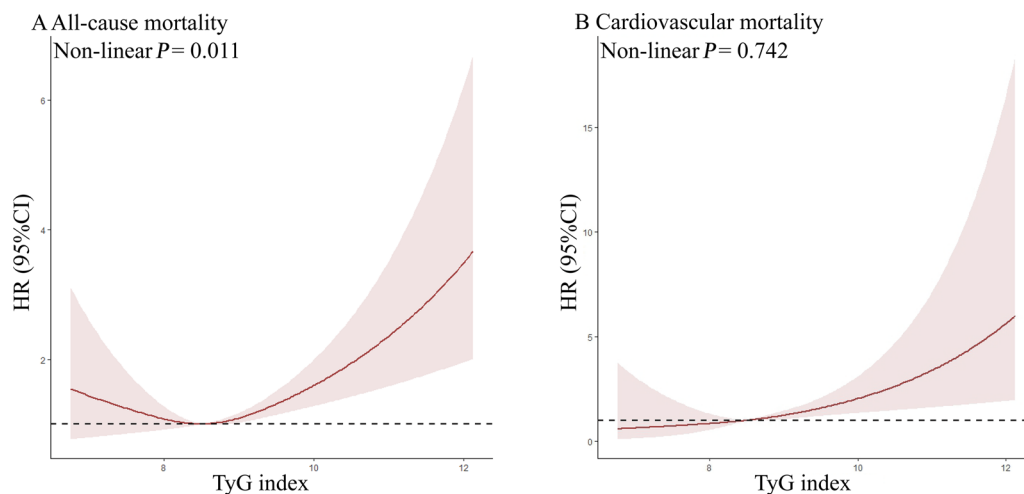 A All-cause mortality
Non-linear P = 0.011
6
4
2
HR (95%CI)
8
10
12
TyG index
B Cardiovascular mortality
Non-linear P = 0.742
15
10
5
0
HR (95%CI)
8
10
12
TyG index